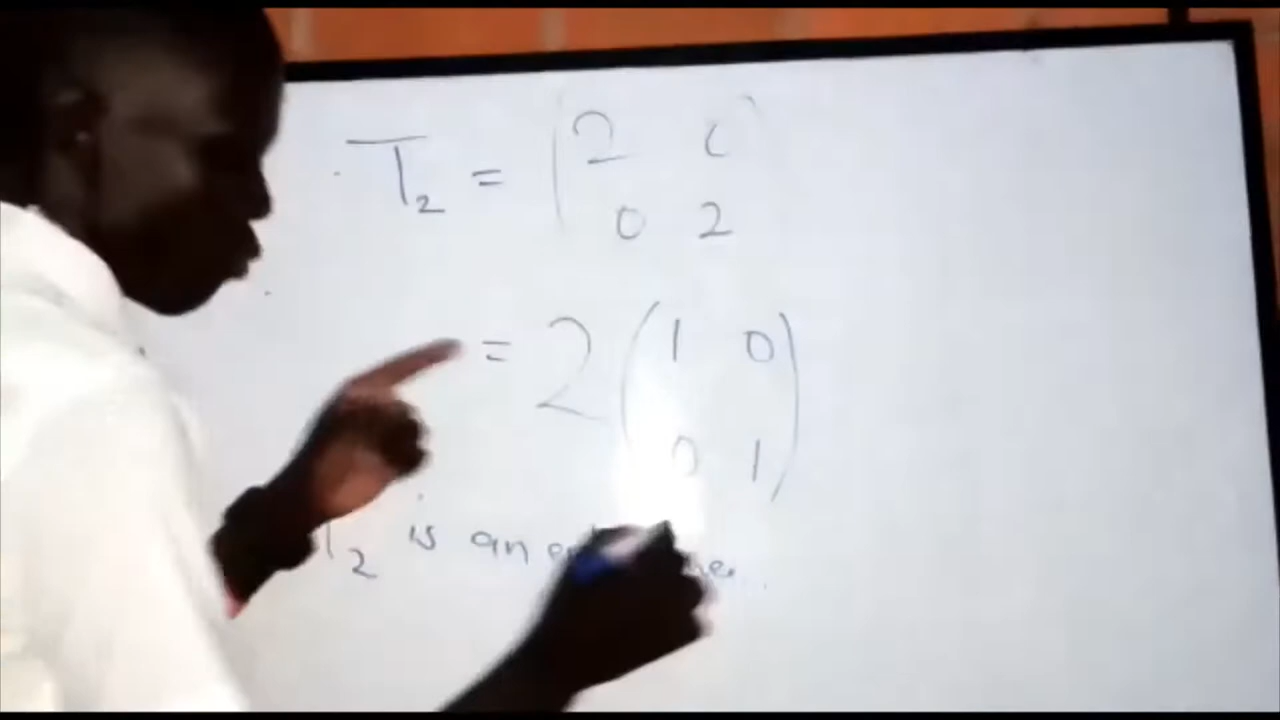 T₂ = (2 0
0 2
= 2 (1 0)
0 1
T₂ is an